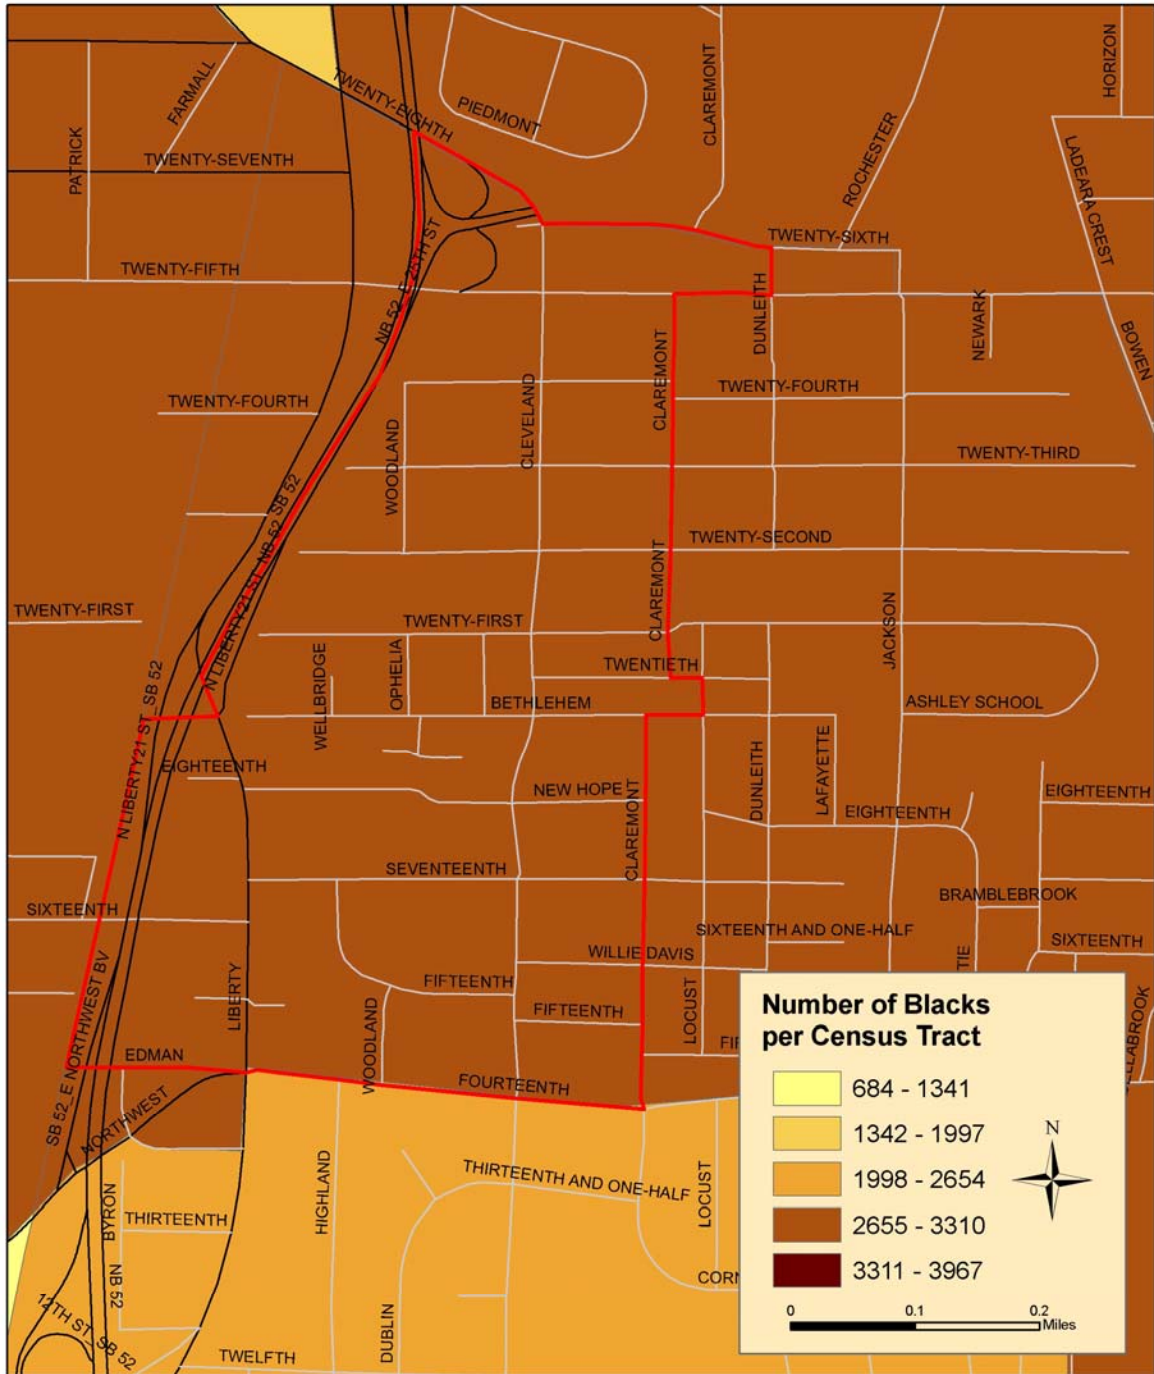 HORIZON
CLAREMONT
PIEDMONT
TWENTY-EIGHTH
FARMALL
PATRICK
TWENTY-SEVENTH
ROCHESTER
LADEARA CREST
TWENTY-SIXTH
TWENTY-FIFTH
NB 52_E 25TH ST
DUNLEITH
NEWARK
BOWEN
CLAREMONT
CLEVELAND
TWENTY-FOURTH
TWENTY-FOURTH
WOODLAND
TWENTY-THIRD
N LIBERTY21 ST_NB 52
SB 52
TWENTY-SECOND
CLAREMONT
TWENTY-FIRST
TWENTY-FIRST
JACKSON
WELLBRIDGE
OPHELIA
TWENTIETH
BETHLEHEM
ASHLEY SCHOOL
N LIBERTY21 ST_SB 52
EIGHTEENTH
NEW HOPE
CLAREMONT
DUNLEITH
LAFAYETTE
EIGHTEENTH
EIGHTEENTH
SEVENTEENTH
BRAMBLEBROOK
SIXTEENTH
SIXTEENTH AND ONE-HALF
SIXTEENTH
WILLIE DAVIS
TIE
LIBERTY
FIFTEENTH
FIFTEENTH
LOCUST
SB 52_E NORTHWEST BV
EDMAN
WOODLAND
FOURTEENTH
NORTHWEST
HIGHLAND
THIRTEENTH AND ONE-HALF
LOCUST
BYRON
THIRTEENTH
NB 52
12TH ST_SB 52
DUBLIN
CORN
TWELFTH
Number of Blacks
per Census Tract
684 - 1341
1342 - 1997
1998 - 2654
2655 - 3310
3311 - 3967
N
0 0.1 0.2
Miles